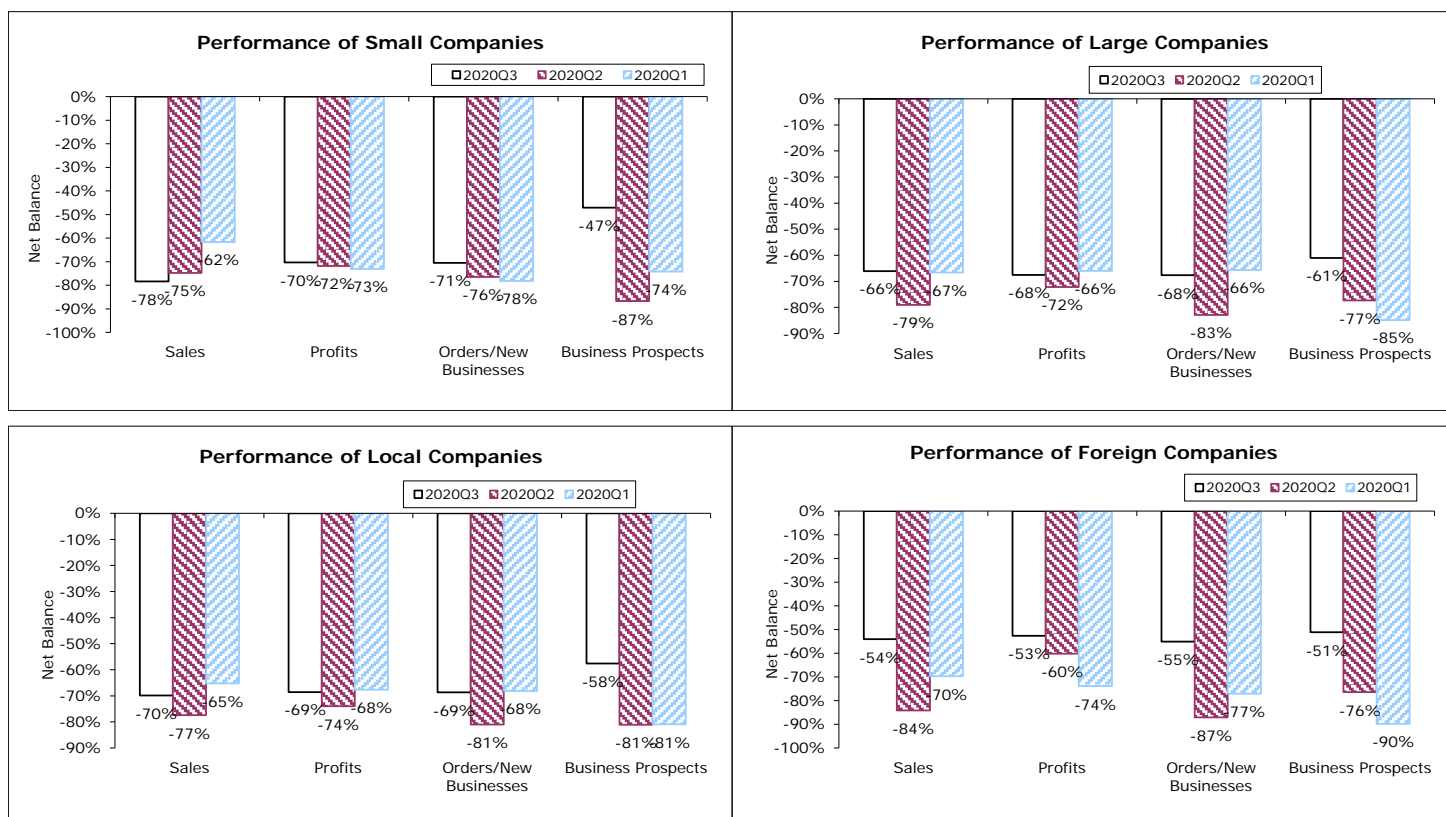 Performance of Small Companies
2020Q3 2020Q2 2020Q1
Net Balance
0%
-10%
-20%
-30%
-40%
-50%
-60%
-70%
-80%
-90%
-100%
-78% -75% -62%
-70% -72% -73%
-71% -76% -78%
-47% -87% -74%
Sales Profits Orders/New Businesses Business Prospects
Performance of Large Companies
2020Q3 2020Q2 2020Q1
Net Balance
0%
-10%
-20%
-30%
-40%
-50%
-60%
-70%
-80%
-90%
-66% -79% -67%
-68% -72% -66%
-68% -83% -66%
-61% -77% -85%
Sales Profits Orders/New Businesses Business Prospects
Performance of Local Companies
2020Q3 2020Q2 2020Q1
Net Balance
0%
-10%
-20%
-30%
-40%
-50%
-60%
-70%
-80%
-90%
-70% -77% -65%
-69% -74% -68%
-69% -81% -68%
-58% -81% -81%
Sales Profits Orders/New Businesses Business Prospects
Performance of Foreign Companies
2020Q3 2020Q2 2020Q1
Net Balance
0%
-10%
-20%
-30%
-40%
-50%
-60%
-70%
-80%
-90%
-100%
-54% -84% -70%
-53% -60% -74%
-55% -87% -77%
-51% -76% -90%
Sales Profits Orders/New Businesses Business Prospects